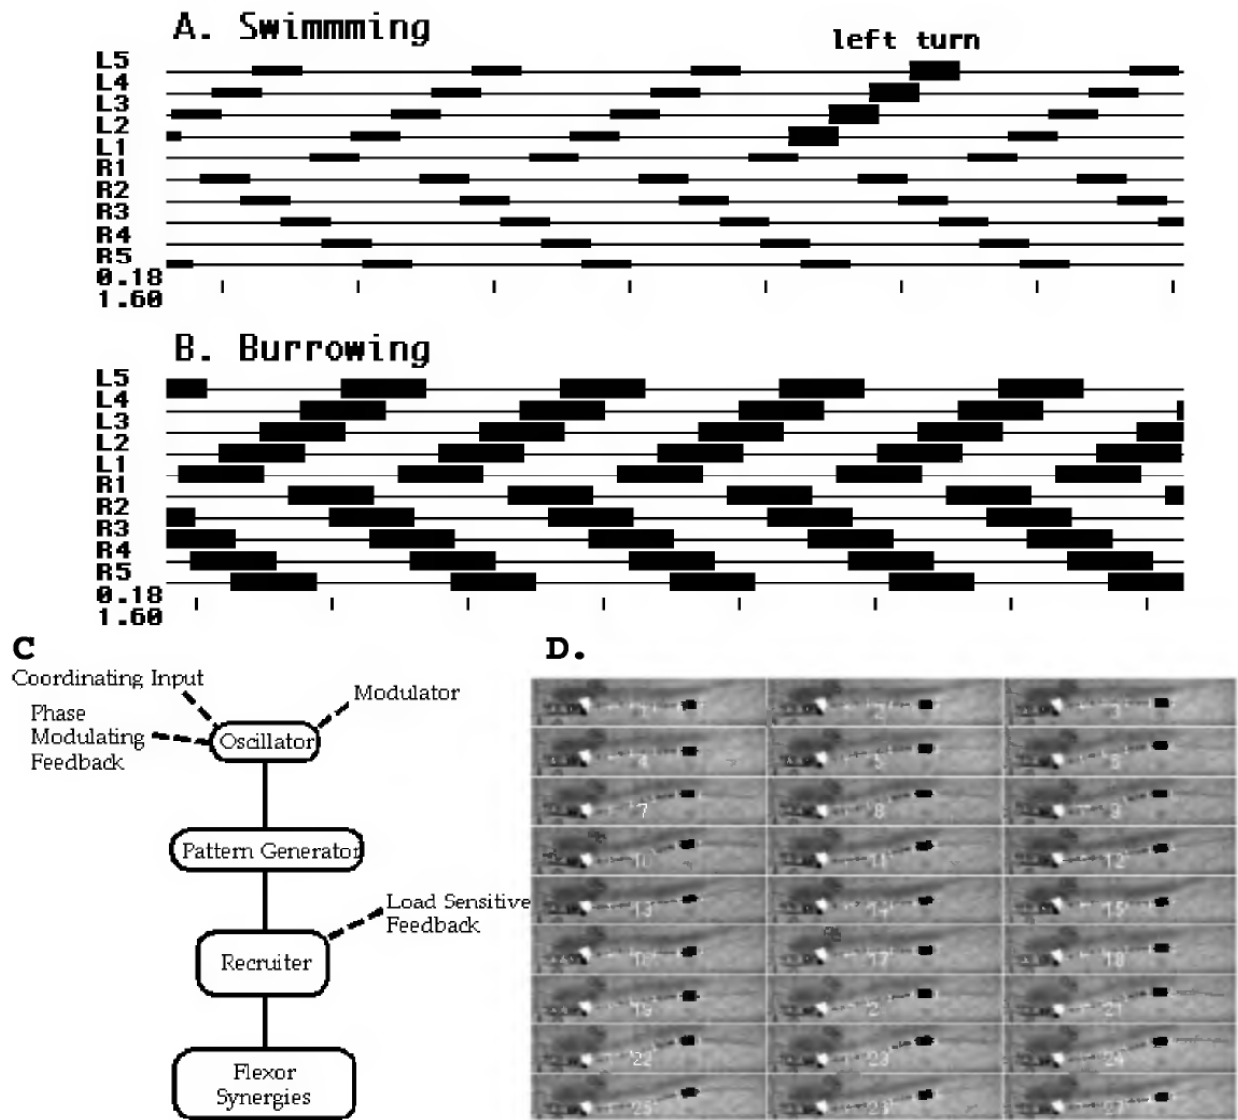 A. Swimmming
left turn
L5
L4
L3
L2
L1
R1
R2
R3
R4
R5
0.18
1.60
B. Burrowing
L5
L4
L3
L2
L1
R1
R2
R3
R4
R5
0.18
1.60
C
Coordinating Input
Modulator
Phase
Modulating
Feedback
Oscillator
Pattern Generator
Load Sensitive
Feedback
Recruiter
Flexor
Synergies
D.
1 2 3
4 5 6
7 8 9
10 11 12
13 14 15
16 17 18
19 2 21
22 23 24
25